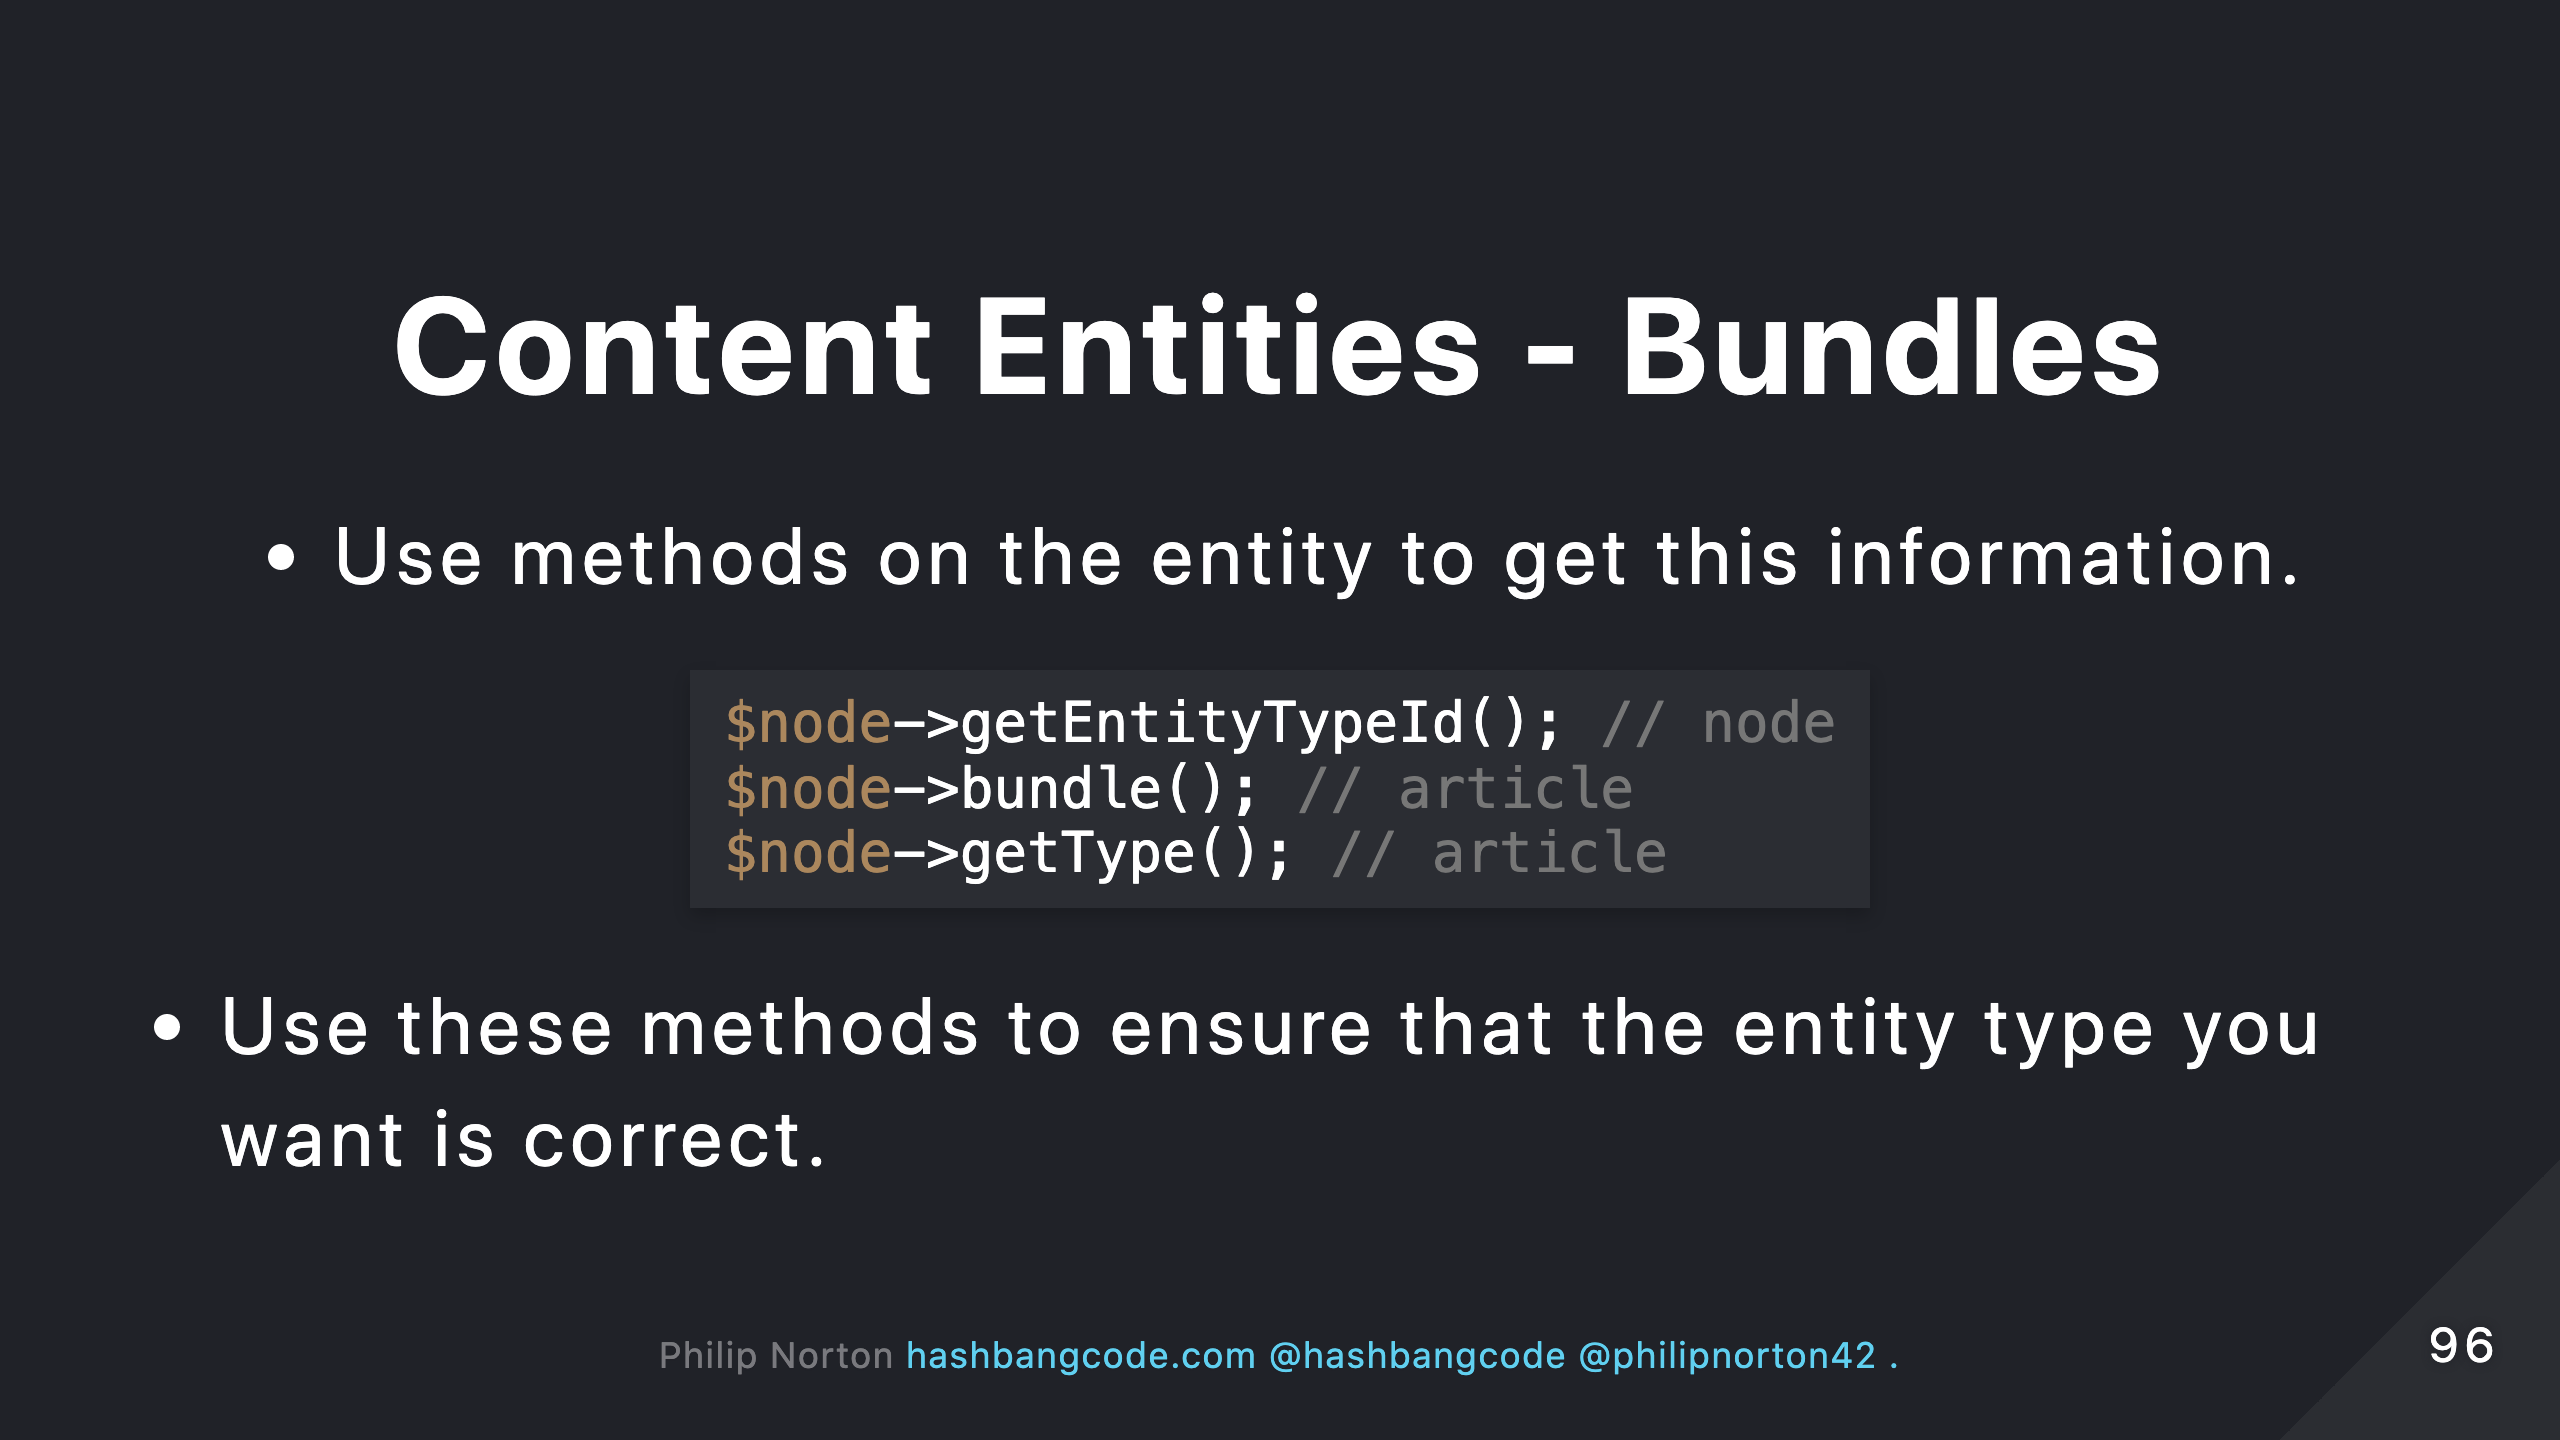 Content Entities - Bundles
• Use methods on the entity to get this information.
$node->getEntityTypeId(); // node
$node->bundle(); // article
$node->getType(); // article
• Use these methods to ensure that the entity type you
want is correct.
Philip Norton hashbangcode.com @hashbangcode @philipnorton42 .
96